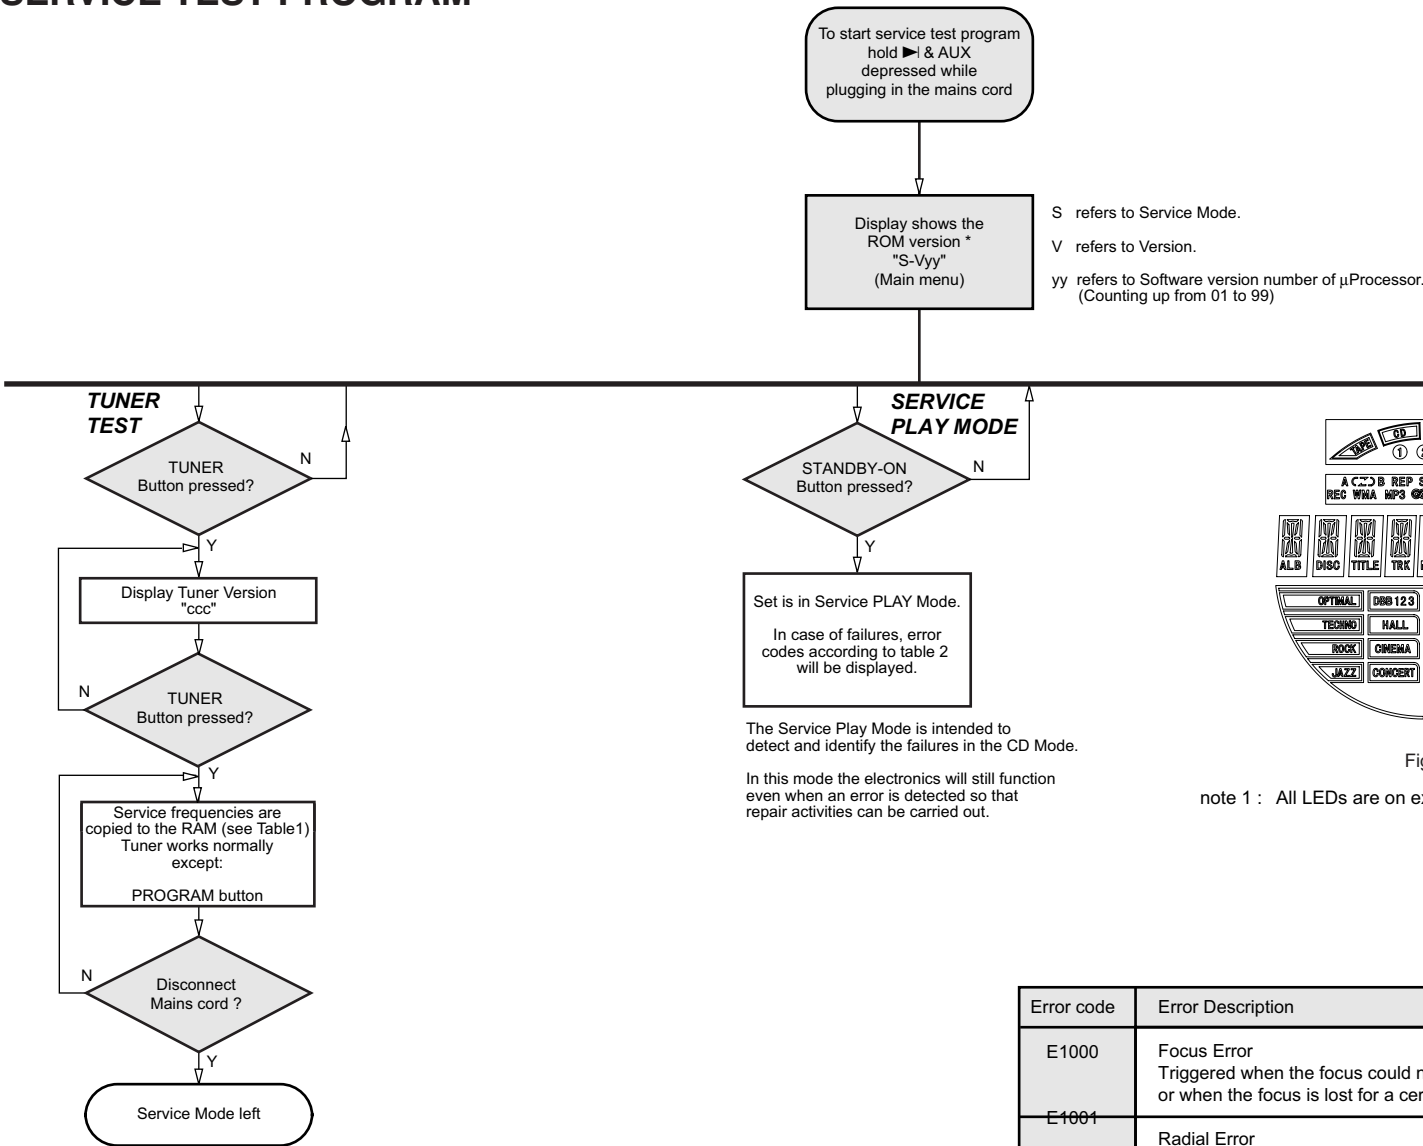 SERVICE TEST PROGRAM
To start service test program
hold ►| & AUX
depressed while
plugging in the mains cord
Display shows the
ROM version *
"S-Vyy"
(Main menu)
S refers to Service Mode.
V refers to Version.
yy refers to Software version number of µProcessor.
(Counting up from 01 to 99)
TUNER
TEST
TUNER
Button pressed?
N
Y
Display Tuner Version
"ccc"
N
TUNER
Button pressed?
Y
Service frequencies are
copied to the RAM (see Table1)
Tuner works normally
except:
PROGRAM button
N
Disconnect
Mains cord ?
Y
Service Mode left
SERVICE
PLAY MODE
STANDBY-ON
Button pressed?
N
Y
Set is in Service PLAY Mode.
In case of failures, error
codes according to table 2
will be displayed.
The Service Play Mode is intended to
detect and identify the failures in the CD Mode.
In this mode the electronics will still function
even when an error is detected so that
repair activities can be carried out.
TAPE CD
1
A B REP
REC WMA MP3
ALB DISC TITLE TRK
OPTIMAL DBB 1 2 3
TECHNO HALL
ROCK CINEMA
JAZZ CONCERT
note 1 : All LEDs are on
Error code Error Description
E1000 Focus Error
Triggered when the focus could
or when the focus is lost for a
E1001
Radial Error